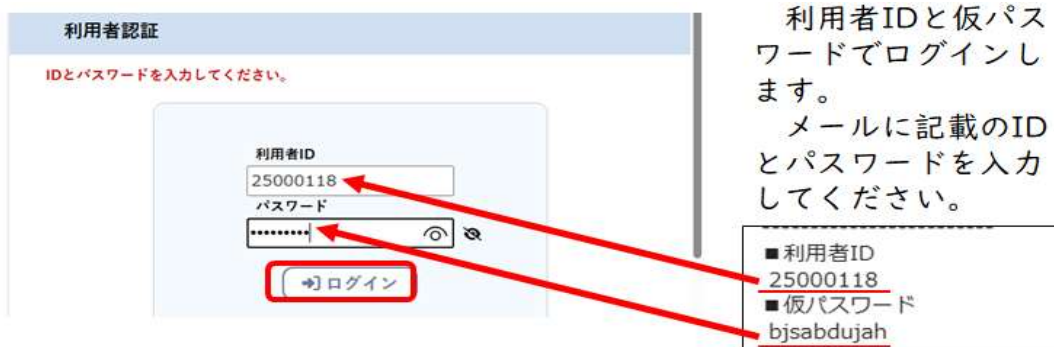 利用者認証
IDとパスワードを入力してください。
利用者ID
25000118
パスワード
•••••••••
ログイン
利用者IDと仮パス
ワードでログインし
ます。
メールに記載のID
とパスワードを入力
してください。
■利用者ID
25000118
■仮パスワード
bjsabdujah